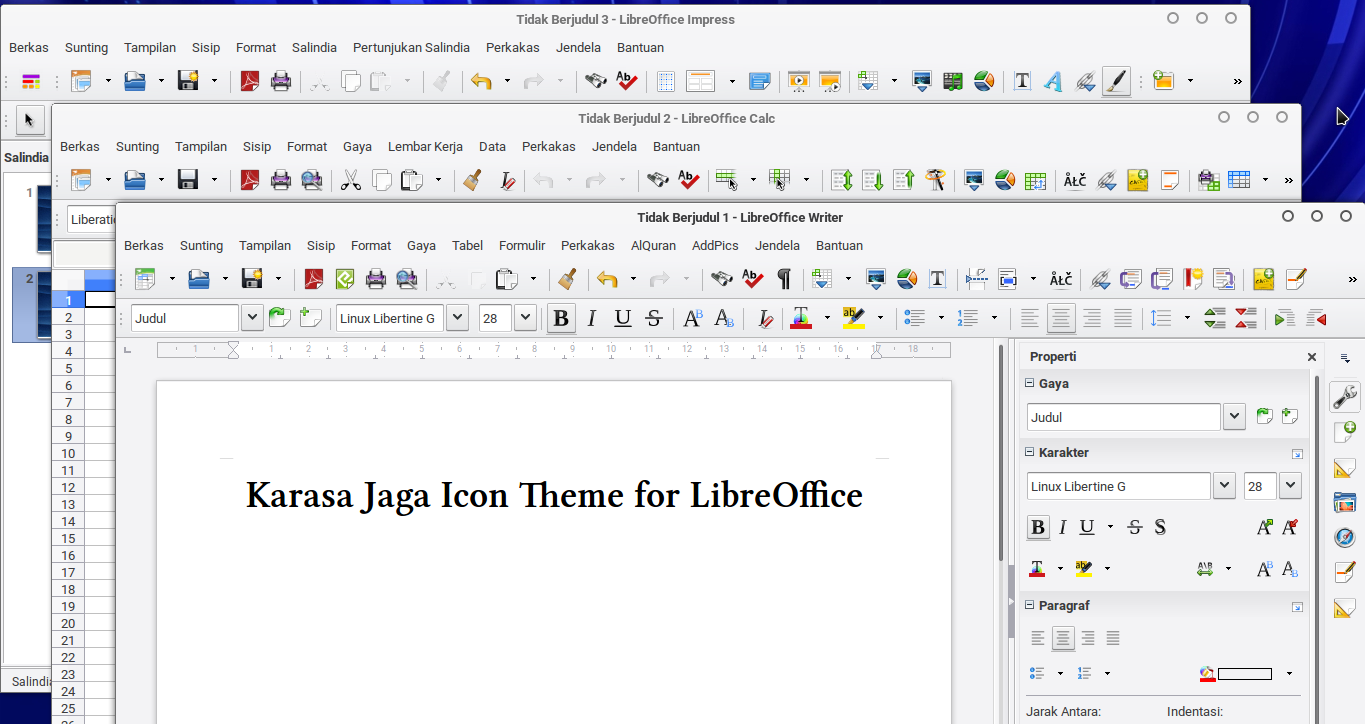 Tidak Berjudul 3 - LibreOffice Impress
Berkas Sunting Tampilan Sisip Format Salindia Pertunjukan Salindia Perkakas Jendela Bantuan
Tidak Berjudul 2 - LibreOffice Calc
Berkas Sunting Tampilan Sisip Format Gaya Lembar Kerja Data Perkakas Jendela Bantuan
Salindia
1
2
Tidak Berjudul 1 - LibreOffice Writer
Berkas Sunting Tampilan Sisip Format Gaya Tabel Formulir Perkakas AlQuran AddPics Jendela Bantuan
Judul Linux Libertine G 28
1 1 2 3 4 5 6 7 8 9 10 11 12 13 14 15 16 17 18
Properti
Gaya
Judul
Karakter
Linux Libertine G 28
Paragraf
Jarak Antara: Indentasi:
Karasa Jaga Icon Theme for LibreOffice
1
2
3
4
5
6
7
8
9
10
11
12
13
14
15
16
17
18
19
20
21
22
23
24
25